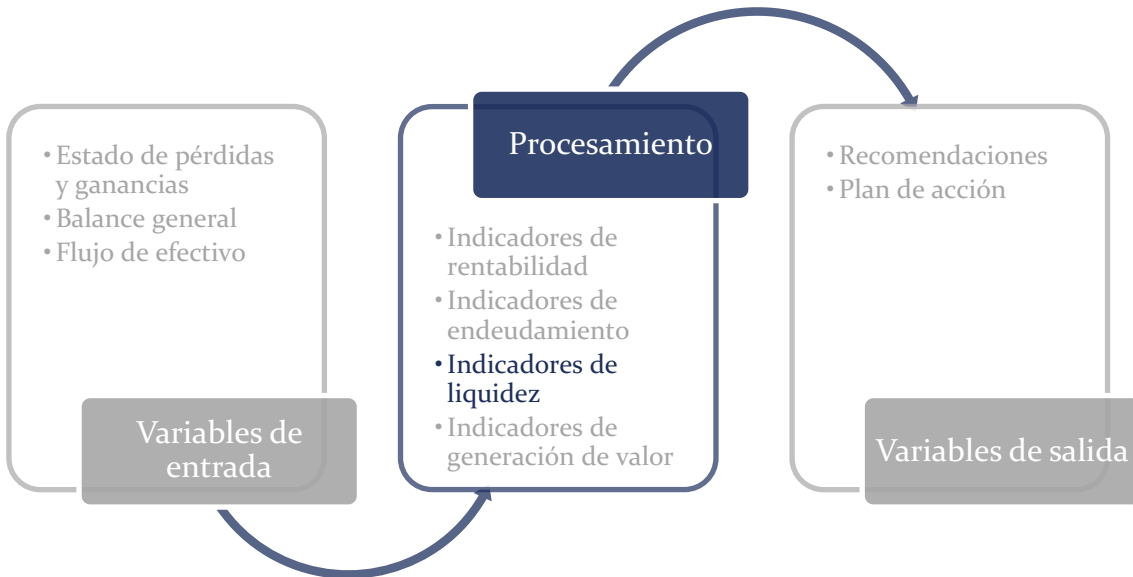 • Estado de pérdidas
y ganancias
• Balance general
• Flujo de efectivo
Variables de
entrada
Procesamiento
• Indicadores de
rentabilidad
• Indicadores de
endeudamiento
• Indicadores de
liquidez
• Indicadores de
generación de valor
• Recomendaciones
• Plan de acción
Variables de salida